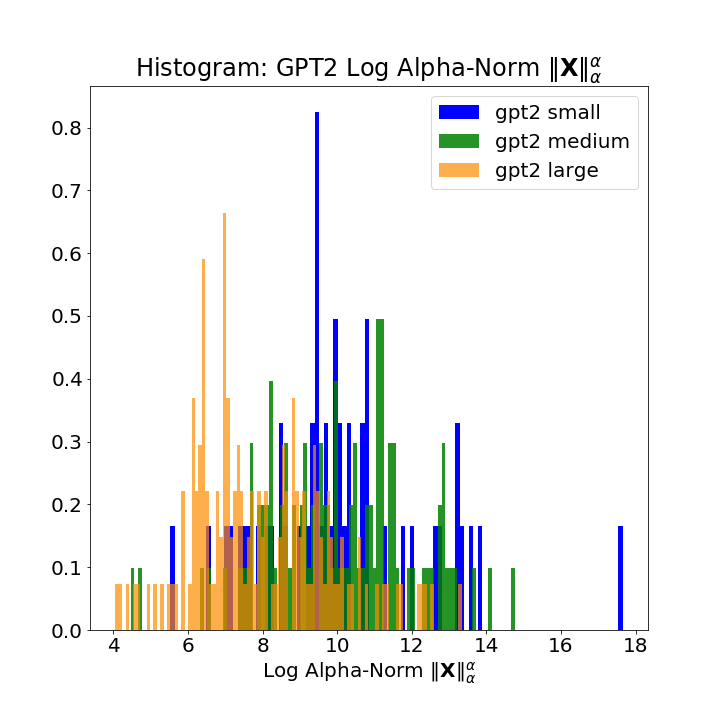 Histogram: GPT2 Log Alpha-Norm ‖X‖αα
gpt2 small
gpt2 medium
gpt2 large
0.8
0.7
0.6
0.5
0.4
0.3
0.2
0.1
0.0
4 6 8 10 12 14 16 18
Log Alpha-Norm ‖X‖αα